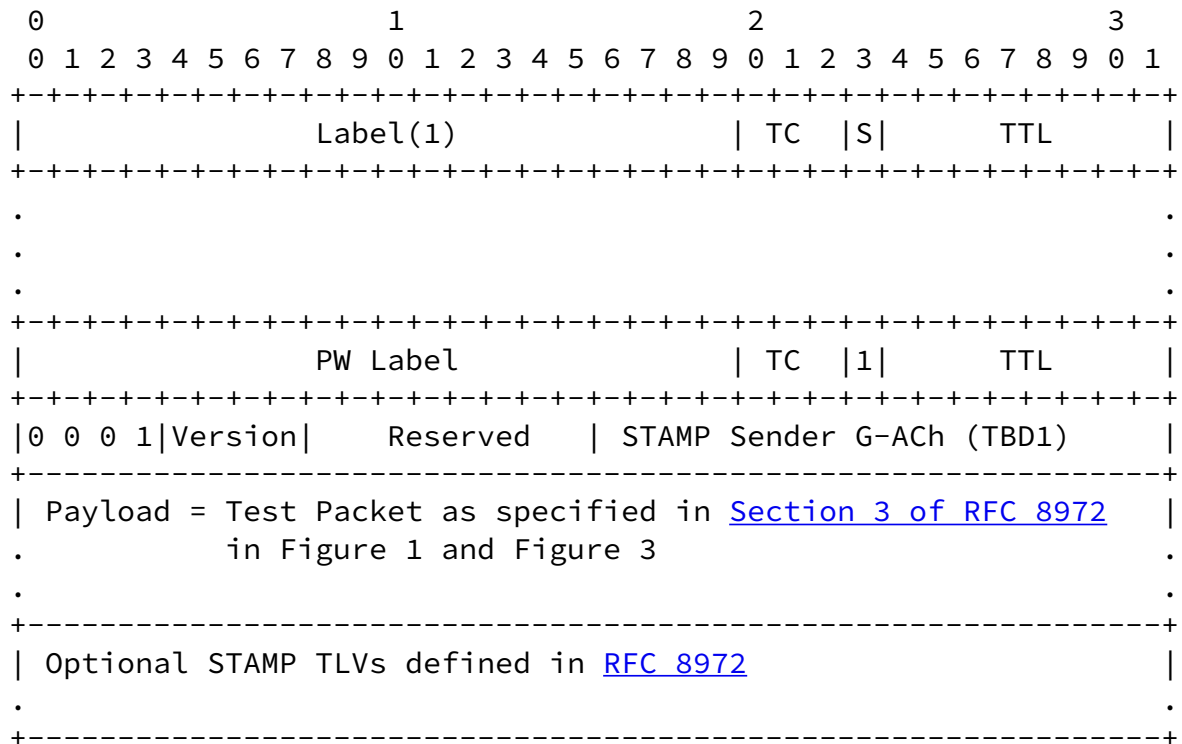 0                   1                   2                   3
 0 1 2 3 4 5 6 7 8 9 0 1 2 3 4 5 6 7 8 9 0 1 2 3 4 5 6 7 8 9 0 1
+-+-+-+-+-+-+-+-+-+-+-+-+-+-+-+-+-+-+-+-+-+-+-+-+-+-+-+-+-+-+-+-+
|                Label(1)               | TC  |S|      TTL      |
+-+-+-+-+-+-+-+-+-+-+-+-+-+-+-+-+-+-+-+-+-+-+-+-+-+-+-+-+-+-+-+-+
.                                                               .
.                                                               .
.                                                               .
+-+-+-+-+-+-+-+-+-+-+-+-+-+-+-+-+-+-+-+-+-+-+-+-+-+-+-+-+-+-+-+-+
|                PW Label               | TC  |1|      TTL      |
+-+-+-+-+-+-+-+-+-+-+-+-+-+-+-+-+-+-+-+-+-+-+-+-+-+-+-+-+-+-+-+-+
|0 0 0 1|Version|    Reserved   | STAMP Sender G-ACh (TBD1)     |
+---------------------------------------------------------------+
| Payload = Test Packet as specified in Section 3 of RFC 8972   |
.           in Figure 1 and Figure 3                            .
.                                                               .
+---------------------------------------------------------------+
| Optional STAMP TLVs defined in RFC 8972                       |
.                                                               .
+---------------------------------------------------------------+